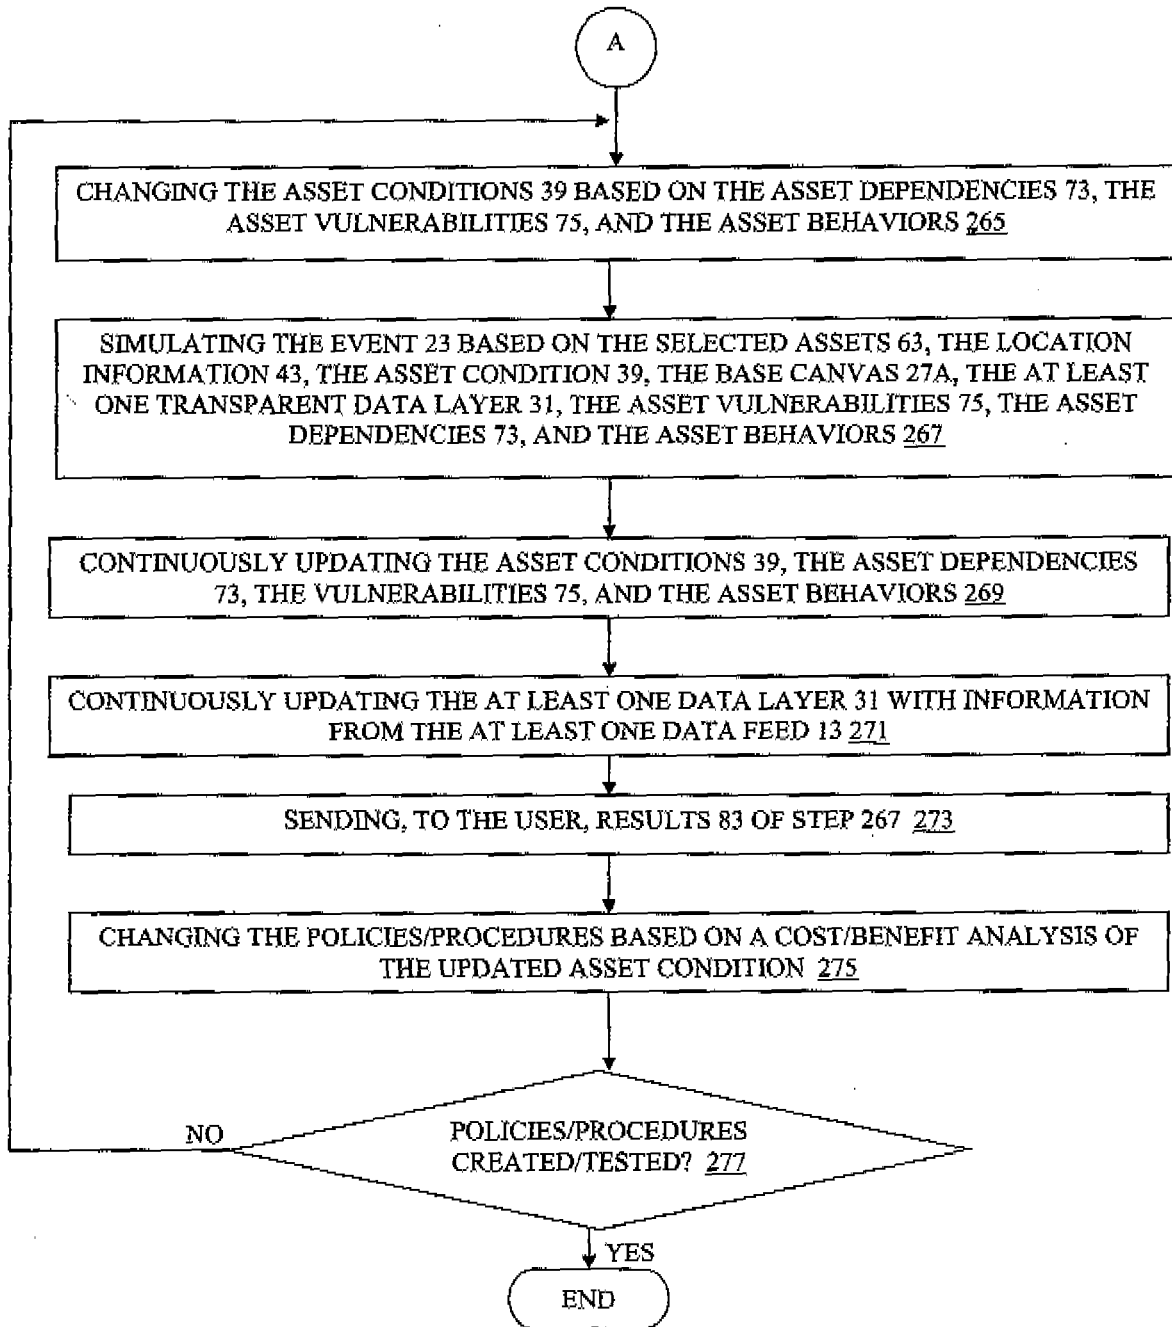 A
CHANGING THE ASSET CONDITIONS 39 BASED ON THE ASSET DEPENDENCIES 73, THE
ASSET VULNERABILITIES 75, AND THE ASSET BEHAVIORS 265
SIMULATING THE EVENT 23 BASED ON THE SELECTED ASSETS 63, THE LOCATION
INFORMATION 43, THE ASSET CONDITION 39, THE BASE CANVAS 27A, THE AT LEAST
ONE TRANSPARENT DATA LAYER 31, THE ASSET VULNERABILITIES 75, THE ASSET
DEPENDENCIES 73, AND THE ASSET BEHAVIORS 267
CONTINUOUSLY UPDATING THE ASSET CONDITIONS 39, THE ASSET DEPENDENCIES
73, THE VULNERABILITIES 75, AND THE ASSET BEHAVIORS 269
CONTINUOUSLY UPDATING THE AT LEAST ONE DATA LAYER 31 WITH INFORMATION
FROM THE AT LEAST ONE DATA FEED 13 271
SENDING, TO THE USER, RESULTS 83 OF STEP 267 273
CHANGING THE POLICIES/PROCEDURES BASED ON A COST/BENEFIT ANALYSIS OF
THE UPDATED ASSET CONDITION 275
NO
POLICIES/PROCEDURES
CREATED/TESTED? 277
YES
END